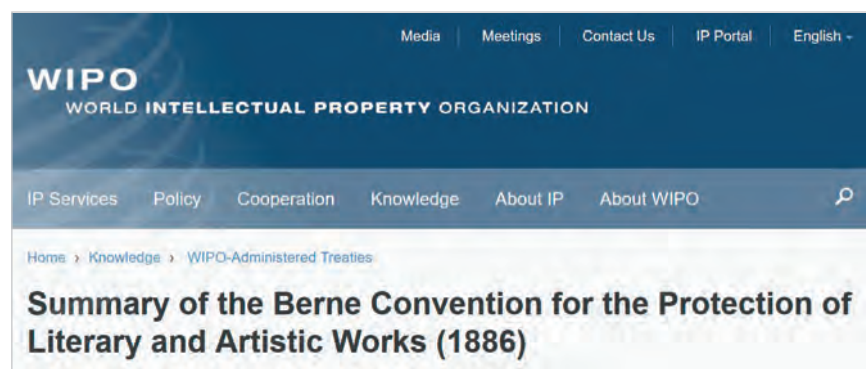 Media Meetings Contact Us IP Portal English
WIPO
WORLD INTELLECTUAL PROPERTY ORGANIZATION
IP Services Policy Cooperation Knowledge About IP About WIPO
Home › Knowledge › WIPO-Administered Treaties
Summary of the Berne Convention for the Protection of
Literary and Artistic Works (1886)